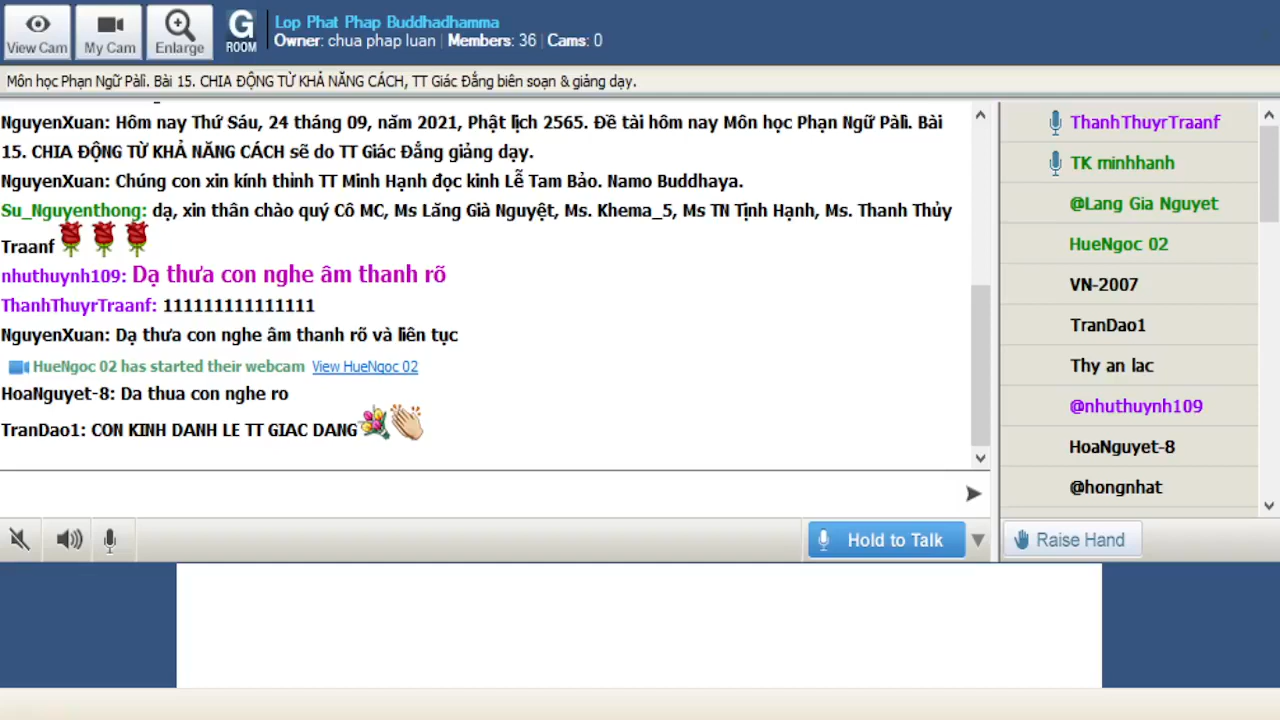 View Cam
My Cam
Enlarge
G
ROOM
Lop Phat Phap Buddhadhamma
Owner: chua phap luan | Members: 36 | Cams: 0
Môn học Phạn Ngữ Pàli. Bài 15. CHIA ĐỘNG TỪ KHẢ NĂNG CÁCH, TT Giác Đẳng biên soạn & giảng dạy.
NguyenXuan: Hôm nay Thứ Sáu, 24 tháng 09, năm 2021, Phật lịch 2565. Đề tài hôm nay Môn học Phạn Ngữ Pàli. Bài
15. CHIA ĐỘNG TỪ KHẢ NĂNG CÁCH sẽ do TT Giác Đẳng giảng dạy.
NguyenXuan: Chúng con xin kính thỉnh TT Minh Hạnh đọc kinh Lễ Tam Bảo. Namo Buddhaya.
Su_Nguyenthong: dạ, xin thân chào quý Cô MC, Ms Lăng Già Nguyệt, Ms. Khema_5, Ms TN Tịnh Hạnh, Ms. Thanh Thủy
Traanf
nhuthuynh109: Dạ thưa con nghe âm thanh rõ
ThanhThuyrTraanf: 111111111111111
NguyenXuan: Dạ thưa con nghe âm thanh rõ và liên tục
HueNgoc 02 has started their webcam View HueNgoc 02
HoaNguyet-8: Da thua con nghe ro
TranDao1: CON KINH DANH LE TT GIAC DANG
Hold to Talk
ThanhThuyrTraanf
TK minhhanh
@Lang Gia Nguyet
HueNgoc 02
VN-2007
TranDao1
Thy an lac
@nhuthuynh109
HoaNguyet-8
@hongnhat
Raise Hand